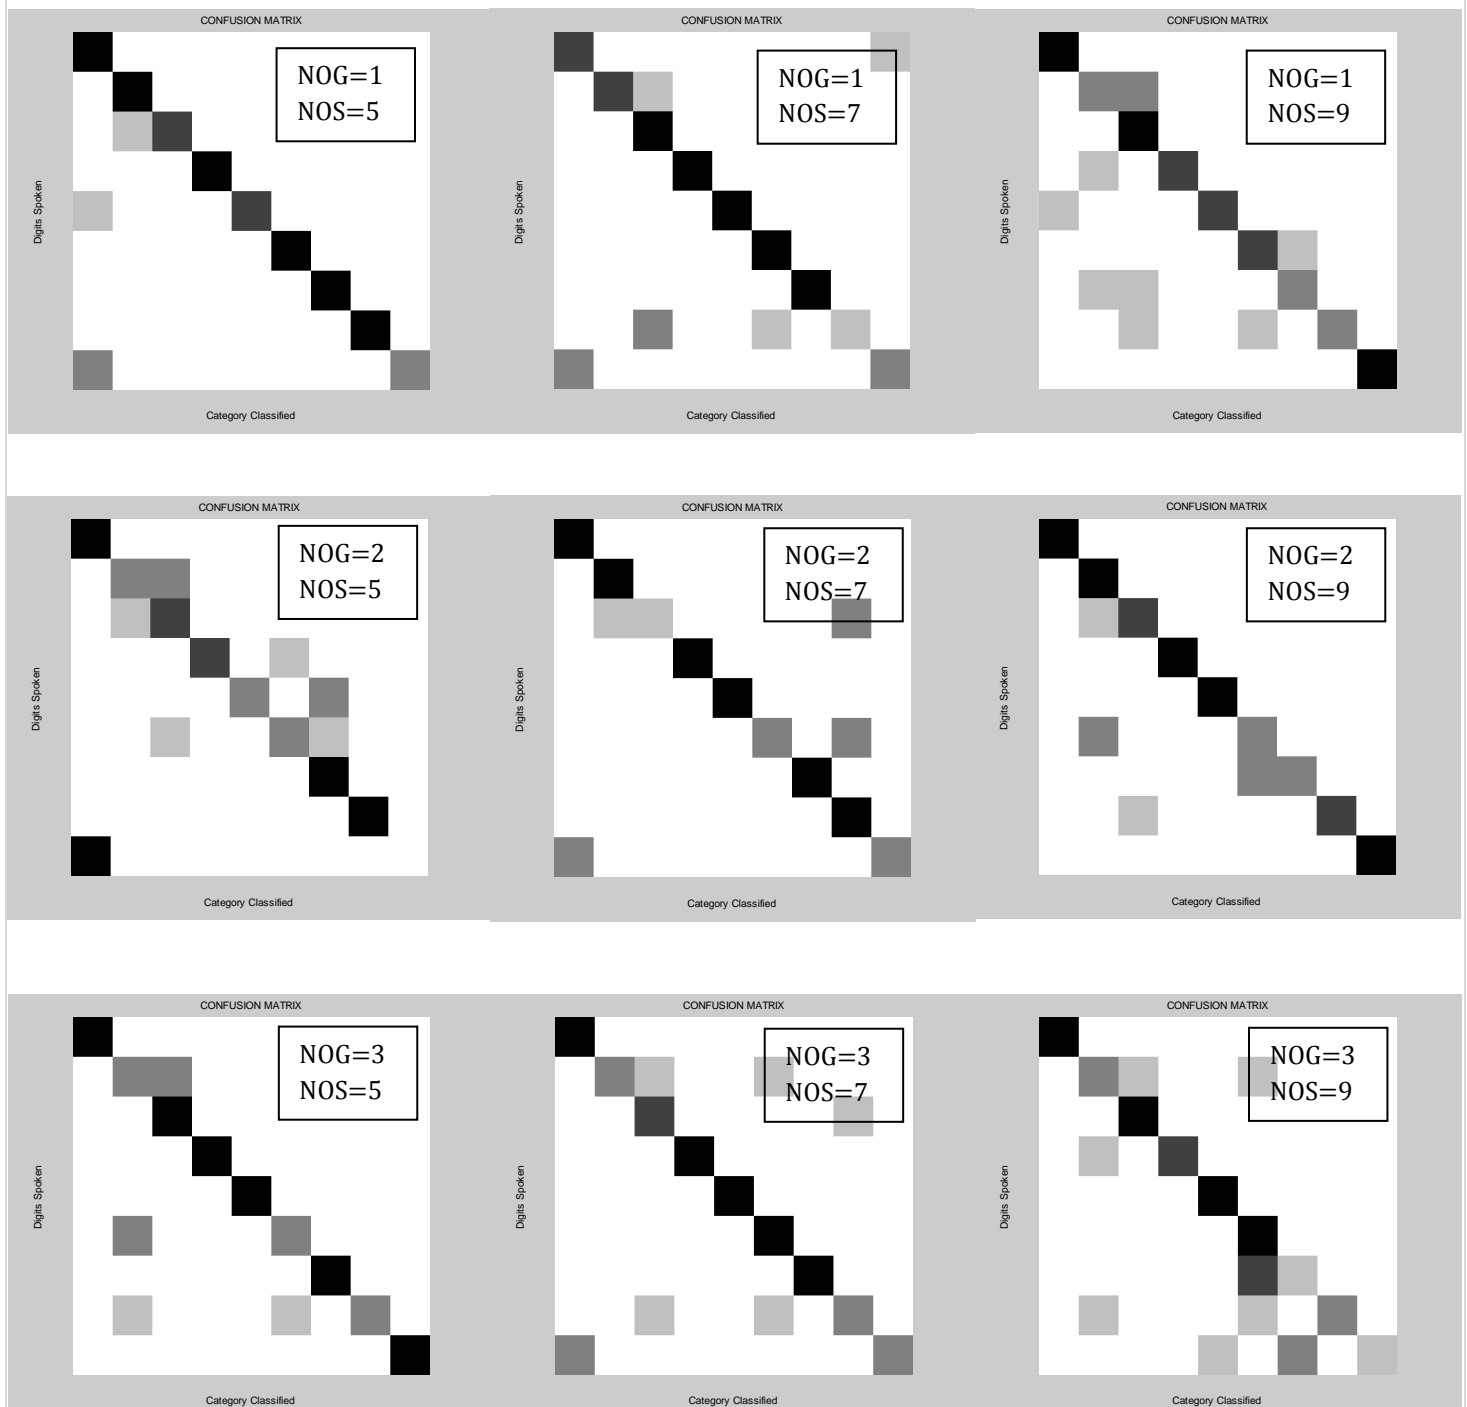 CONFUSION MATRIX
NOG=1
NOS=5
Digits Spoken
Category Classified
CONFUSION MATRIX
NOG=1
NOS=7
Digits Spoken
Category Classified
CONFUSION MATRIX
NOG=1
NOS=9
Digits Spoken
Category Classified
CONFUSION MATRIX
NOG=2
NOS=5
Digits Spoken
Category Classified
CONFUSION MATRIX
NOG=2
NOS=7
Digits Spoken
Category Classified
CONFUSION MATRIX
NOG=2
NOS=9
Digits Spoken
Category Classified
CONFUSION MATRIX
NOG=3
NOS=5
Digits Spoken
Category Classified
CONFUSION MATRIX
NOG=3
NOS=7
Digits Spoken
Category Classified
CONFUSION MATRIX
NOG=3
NOS=9
Digits Spoken
Category Classified